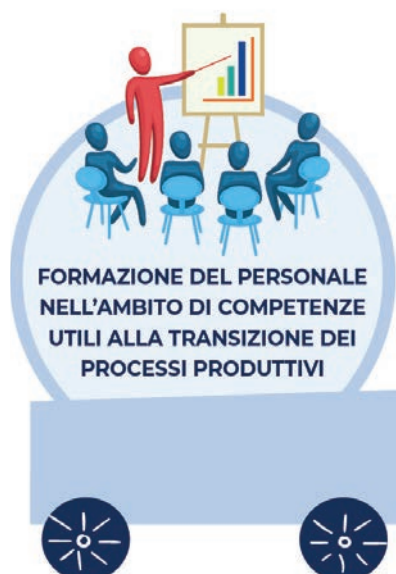 FORMAZIONE DEL PERSONALE
NELL'AMBITO DI COMPETENZE
UTILI ALLA TRANSIZIONE DEI
PROCESSI PRODUTTIVI